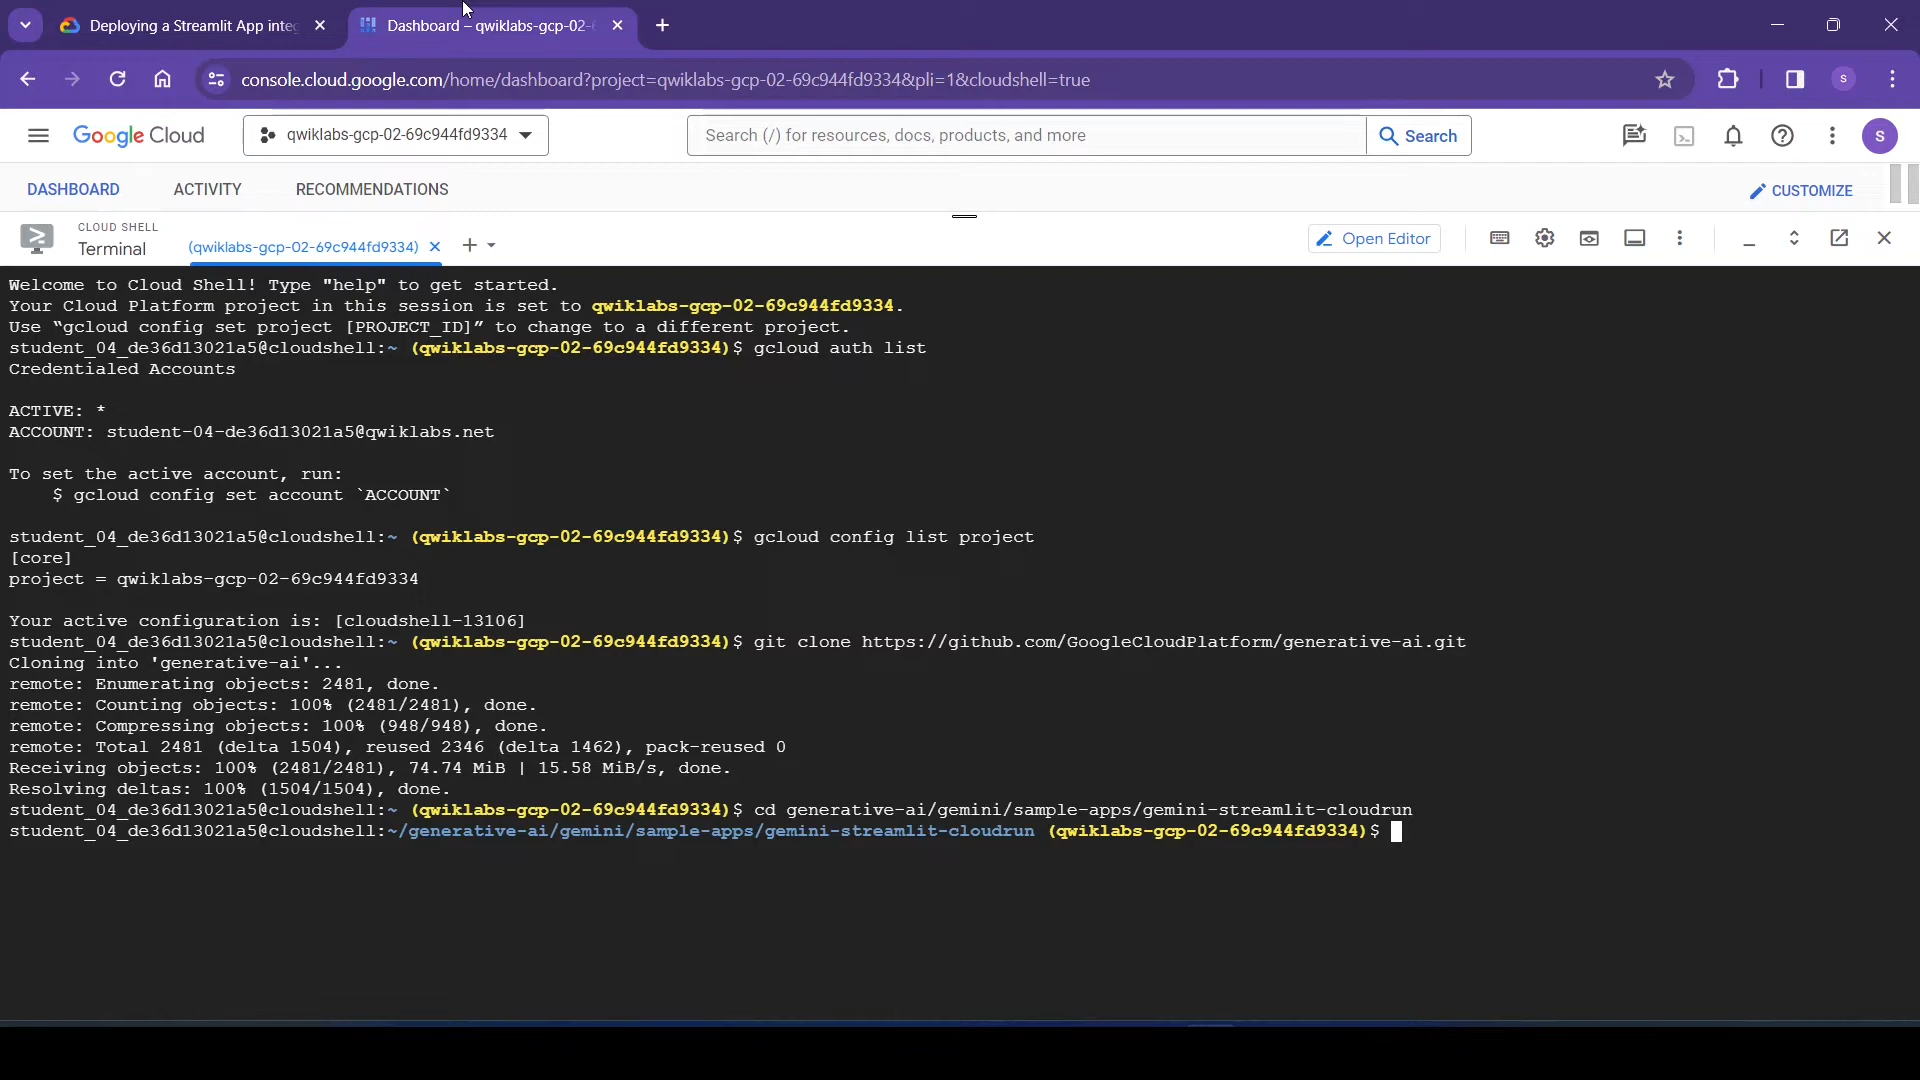 Deploying a Streamlit App inte
Dashboard – qwiklabs-gcp-02-
console.cloud.google.com/home/dashboard?project=qwiklabs-gcp-02-69c944fd9334&pli=1&cloudshell=true
S
Google Cloud
qwiklabs-gcp-02-69c944fd9334
Search (/) for resources, docs, products, and more
Search
S
DASHBOARD
ACTIVITY
RECOMMENDATIONS
CUSTOMIZE
CLOUD SHELL
Terminal
(qwiklabs-gcp-02-69c944fd9334)
Open Editor
Welcome to Cloud Shell! Type "help" to get started.
Your Cloud Platform project in this session is set to qwiklabs-gcp-02-69c944fd9334.
Use “gcloud config set project [PROJECT_ID]” to change to a different project.
student_04_de36d13021a5@cloudshell:~ (qwiklabs-gcp-02-69c944fd9334)$ gcloud auth list
Credentialed Accounts
ACTIVE: *
ACCOUNT: student-04-de36d13021a5@qwiklabs.net
To set the active account, run:
$ gcloud config set account `ACCOUNT`
student_04_de36d13021a5@cloudshell:~ (qwiklabs-gcp-02-69c944fd9334)$ gcloud config list project
[core]
project = qwiklabs-gcp-02-69c944fd9334
Your active configuration is: [cloudshell-13106]
student_04_de36d13021a5@cloudshell:~ (qwiklabs-gcp-02-69c944fd9334)$ git clone https://github.com/GoogleCloudPlatform/generative-ai.git
Cloning into 'generative-ai'...
remote: Enumerating objects: 2481, done.
remote: Counting objects: 100% (2481/2481), done.
remote: Compressing objects: 100% (948/948), done.
remote: Total 2481 (delta 1504), reused 2346 (delta 1462), pack-reused 0
Receiving objects: 100% (2481/2481), 74.74 MiB | 15.58 MiB/s, done.
Resolving deltas: 100% (1504/1504), done.
student_04_de36d13021a5@cloudshell:~ (qwiklabs-gcp-02-69c944fd9334)$ cd generative-ai/gemini/sample-apps/gemini-streamlit-cloudrun
student_04_de36d13021a5@cloudshell:~/generative-ai/gemini/sample-apps/gemini-streamlit-cloudrun (qwiklabs-gcp-02-69c944fd9334)$